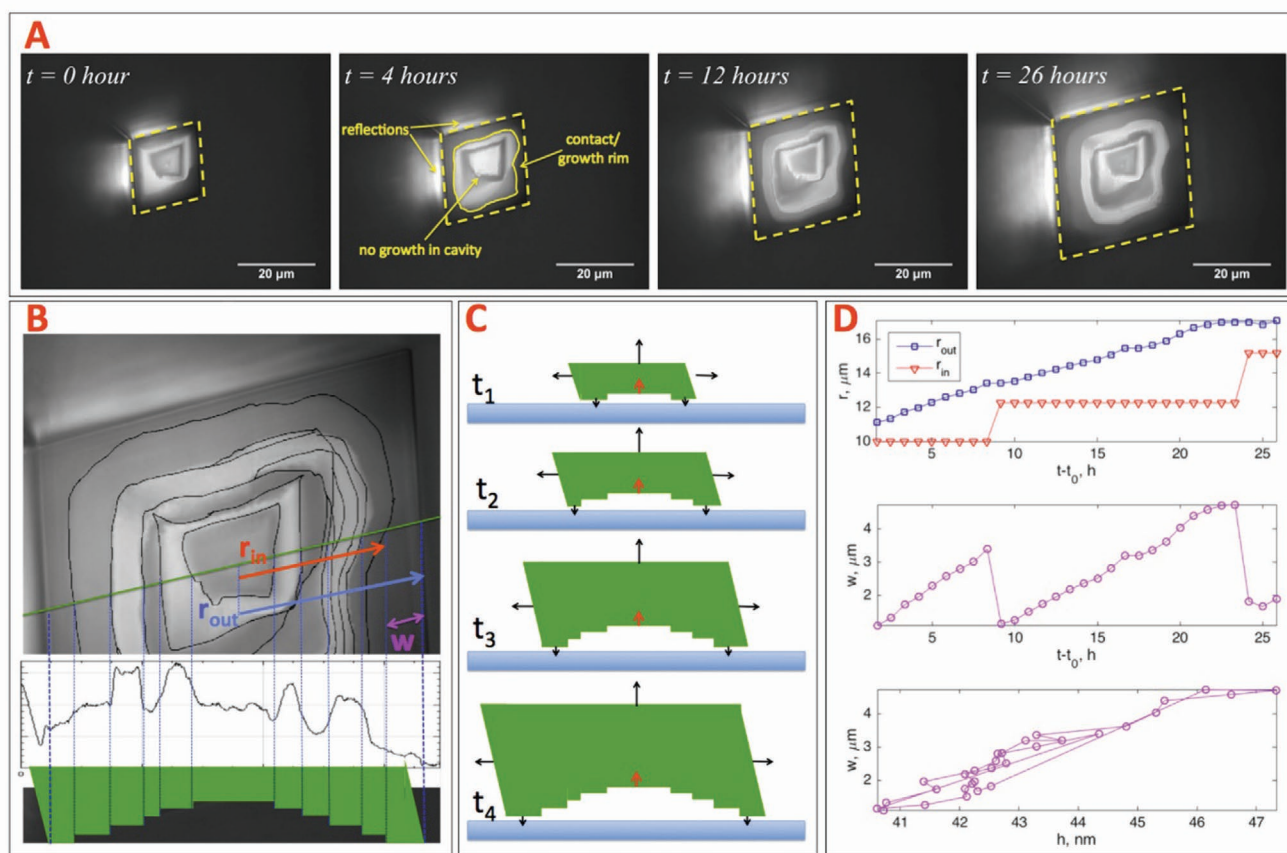 A
t = 0 hour
t = 4 hours
t = 12 hours
t = 26 hours
reflections
contact/
growth rim
no growth in cavity
20 μm
20 μm
20 μm
20 μm
B
r_in
r_out
w
0
C
t_1
t_2
t_3
t_4
D
16
14
12
10
r, μm
r_out
r_in
5 10 15 20 25
t-t_0, h
4
3
2
w, μm
5 10 15 20 25
t-t_0, h
4
3
2
w, μm
41 42 43 44 45 46 47
h, nm